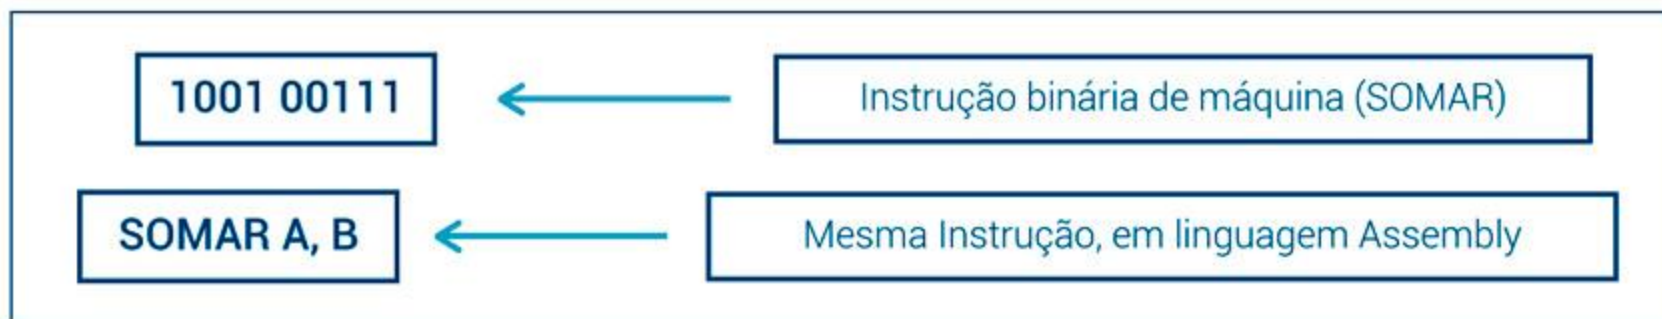 1001 00111
Instrução binária de máquina (SOMAR)
SOMAR A, B
Mesma Instrução, em linguagem Assembly